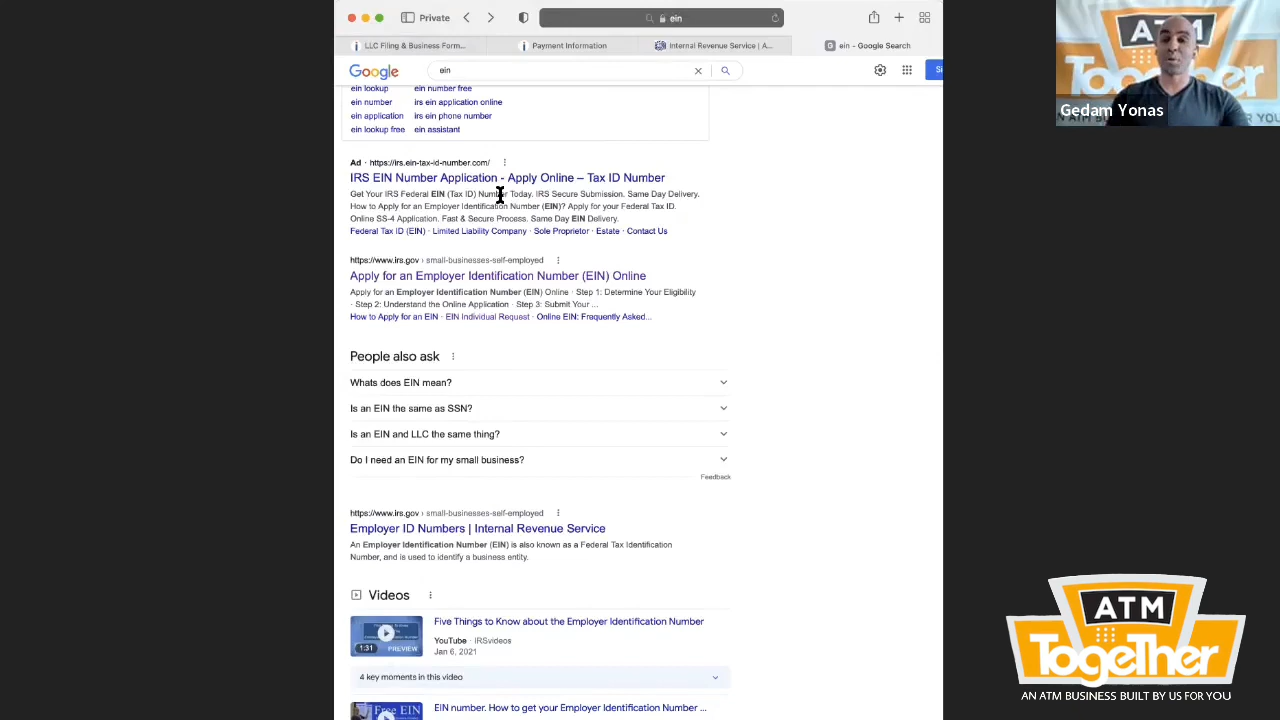 Private
ein
LLC Filing & Business Form...
Payment Information
Internal Revenue Service | A...
ein - Google Search
Google
ein
ein lookup
ein number free
ein number
irs ein application online
ein application
irs ein phone number
ein lookup free
ein assistant
Ad · https://irs.ein-tax-id-number.com/
IRS EIN Number Application - Apply Online – Tax ID Number
Get Your IRS Federal EIN (Tax ID) Number Today. IRS Secure Submission. Same Day Delivery.
How to Apply for an Employer Identification Number (EIN)? Apply for your Federal Tax ID.
Online SS-4 Application. Fast & Secure Process. Same Day EIN Delivery.
Federal Tax ID (EIN) · Limited Liability Company · Sole Proprietor · Estate · Contact Us
https://www.irs.gov › small-businesses-self-employed
Apply for an Employer Identification Number (EIN) Online
Apply for an Employer Identification Number (EIN) Online · Step 1: Determine Your Eligibility
· Step 2: Understand the Online Application · Step 3: Submit Your ...
How to Apply for an EIN · EIN Individual Request · Online EIN: Frequently Asked...
People also ask
Whats does EIN mean?
Is an EIN the same as SSN?
Is an EIN and LLC the same thing?
Do I need an EIN for my small business?
Feedback
https://www.irs.gov › small-businesses-self-employed
Employer ID Numbers | Internal Revenue Service
An Employer Identification Number (EIN) is also known as a Federal Tax Identification
Number, and is used to identify a business entity.
Videos
Five Things to Know about the Employer Identification Number
YouTube · IRSvideos
Jan 6, 2021
1:31
PREVIEW
4 key moments in this video
EIN number. How to get your Employer Identification Number ...
Free EIN
ATM
Together
Gedam Yonas
ATM
Together
AN ATM BUSINESS BUILT BY US FOR YOU